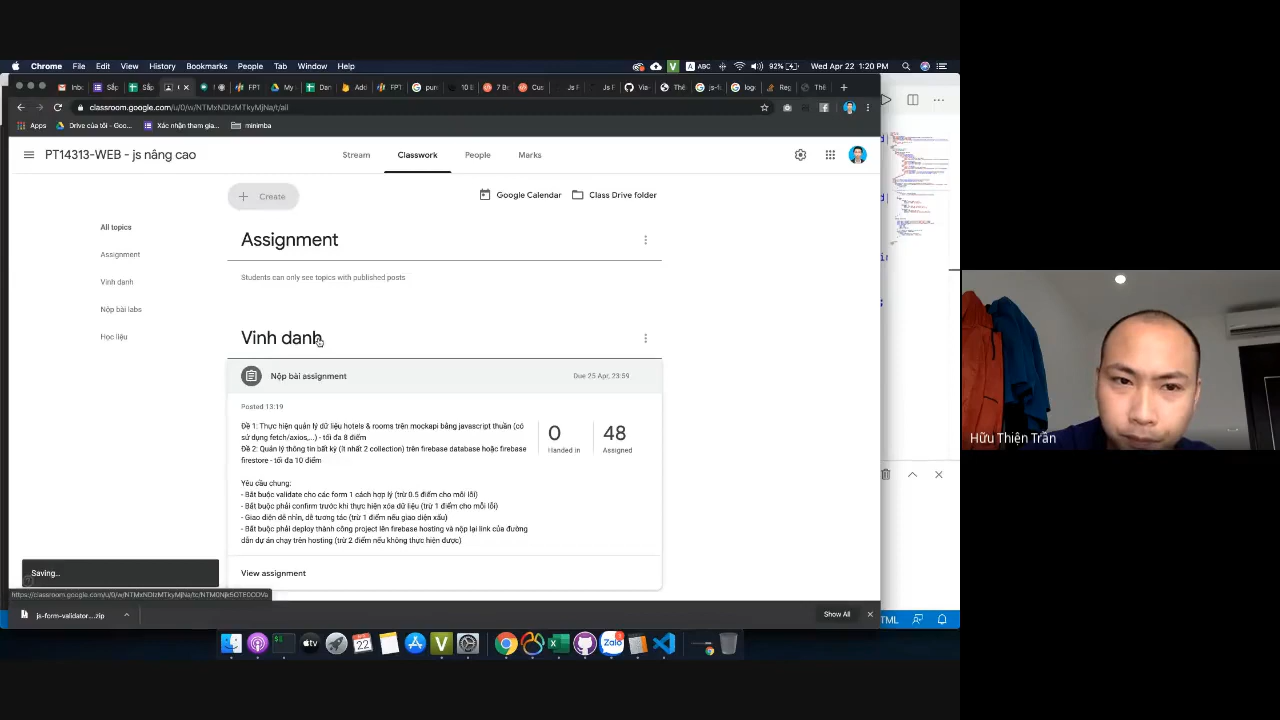 Chrome File Edit View History Bookmarks People Tab Window Help
ABC 92% Wed Apr 22 1:20 PM
classroom.google.com/u/0/w/NTMxNDIzMTkyMjNa/t/all
Apps Drive của tôi - Goo... Xác nhận tham gia... minimba
PT14313-WEB - js nâng cao
Stream Classwork People Marks
Create
gle Calendar Class Drive folder
All topics
Assignment
Vinh danh
Nộp bài labs
Học liệu
Assignment
Students can only see topics with published posts
Vinh danh
Nộp bài assignment Due 25 Apr, 23:59
Posted 13:19
Đề 1: Thực hiện quản lý dữ liệu hotels & rooms trên mockapi bằng javascript thuần (có
sử dụng fetch/axios,...) - tối đa 8 điểm
Đề 2: Quản lý thông tin bất kỳ (ít nhất 2 collection) trên firebase database hoặc firebase
firestore - tối đa 10 điểm
Yêu cầu chung:
- Bắt buộc validate cho các form 1 cách hợp lý (trừ 0.5 điểm cho mỗi lỗi)
- Bắt buộc phải confirm trước khi thực hiện xóa dữ liệu (trừ 1 điểm cho mỗi lỗi)
- Giao diện dễ nhìn, dễ tương tác (trừ 1 điểm nếu giao diện xấu)
- Bắt buộc phải deploy thành công project lên firebase hosting và nộp lại link của đường
dẫn dự án chạy trên hosting (trừ 2 điểm nếu không thực hiện được)
0 48
Handed in Assigned
View assignment
Saving...
js-form-validator....zip
Show All
Hữu Thiện Trần